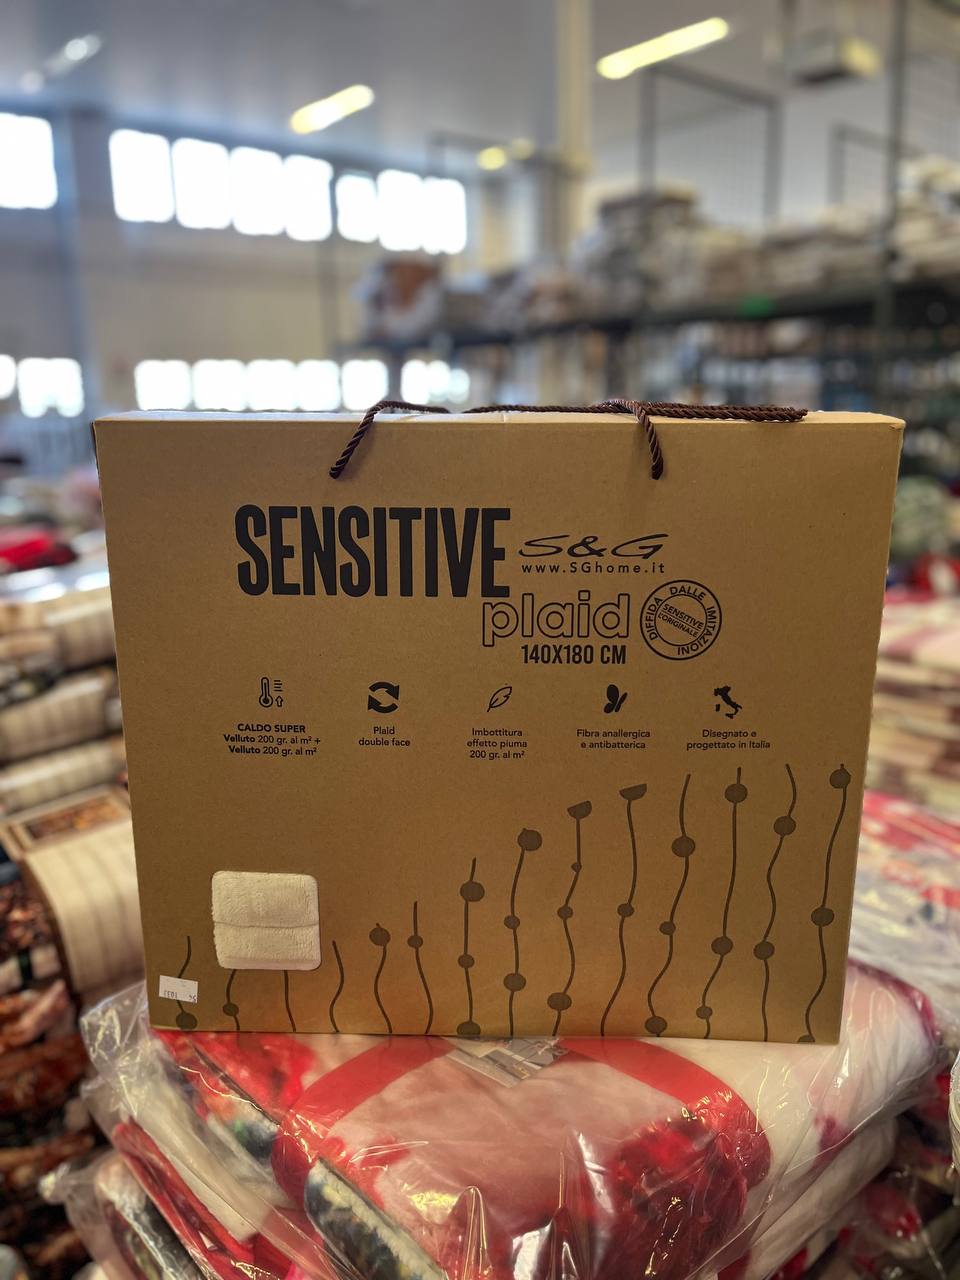 SENSITIVE
S&G
www.SGhome.it
plaid
140X180 CM
DIFFIDA DALLE IMITAZIONI
SENSITIVE
L'ORIGINALE
CALDO SUPER
Velluto 200 gr. al m² +
Velluto 200 gr. al m²
Plaid
double face
Imbottitura
effetto piuma
200 gr. al m²
Fibra anallergica
e antibatterica
Disegnato e
progettato in Italia